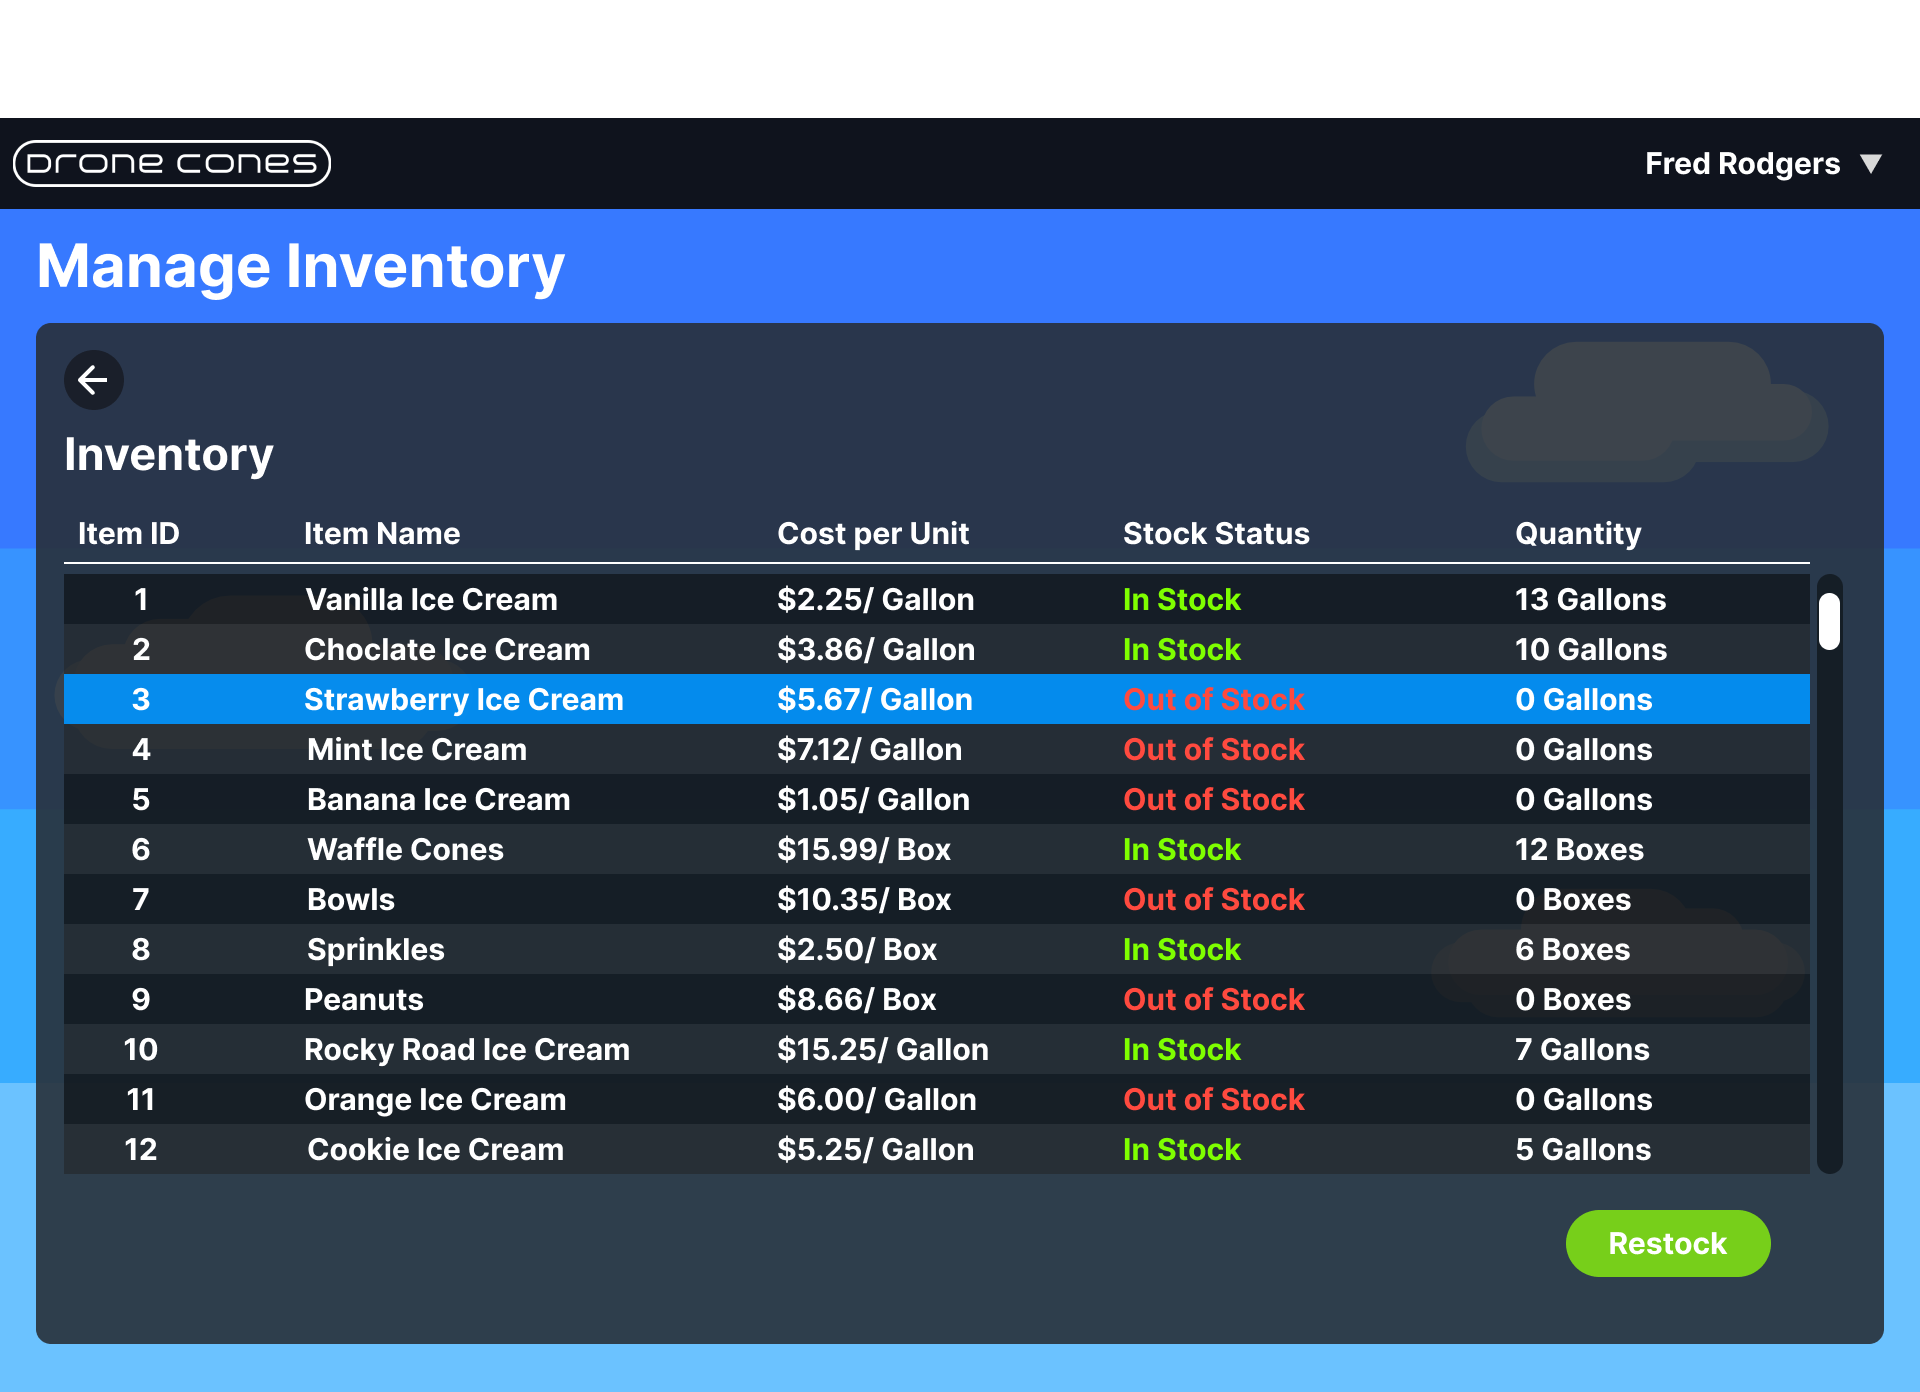 Drone Cones
Fred Rodgers ▼
Manage Inventory
Inventory
Item ID Item Name Cost per Unit Stock Status Quantity
1 Vanilla Ice Cream $2.25/ Gallon In Stock 13 Gallons
2 Choclate Ice Cream $3.86/ Gallon In Stock 10 Gallons
3 Strawberry Ice Cream $5.67/ Gallon Out of Stock 0 Gallons
4 Mint Ice Cream $7.12/ Gallon Out of Stock 0 Gallons
5 Banana Ice Cream $1.05/ Gallon Out of Stock 0 Gallons
6 Waffle Cones $15.99/ Box In Stock 12 Boxes
7 Bowls $10.35/ Box Out of Stock 0 Boxes
8 Sprinkles $2.50/ Box In Stock 6 Boxes
9 Peanuts $8.66/ Box Out of Stock 0 Boxes
10 Rocky Road Ice Cream $15.25/ Gallon In Stock 7 Gallons
11 Orange Ice Cream $6.00/ Gallon Out of Stock 0 Gallons
12 Cookie Ice Cream $5.25/ Gallon In Stock 5 Gallons
Restock